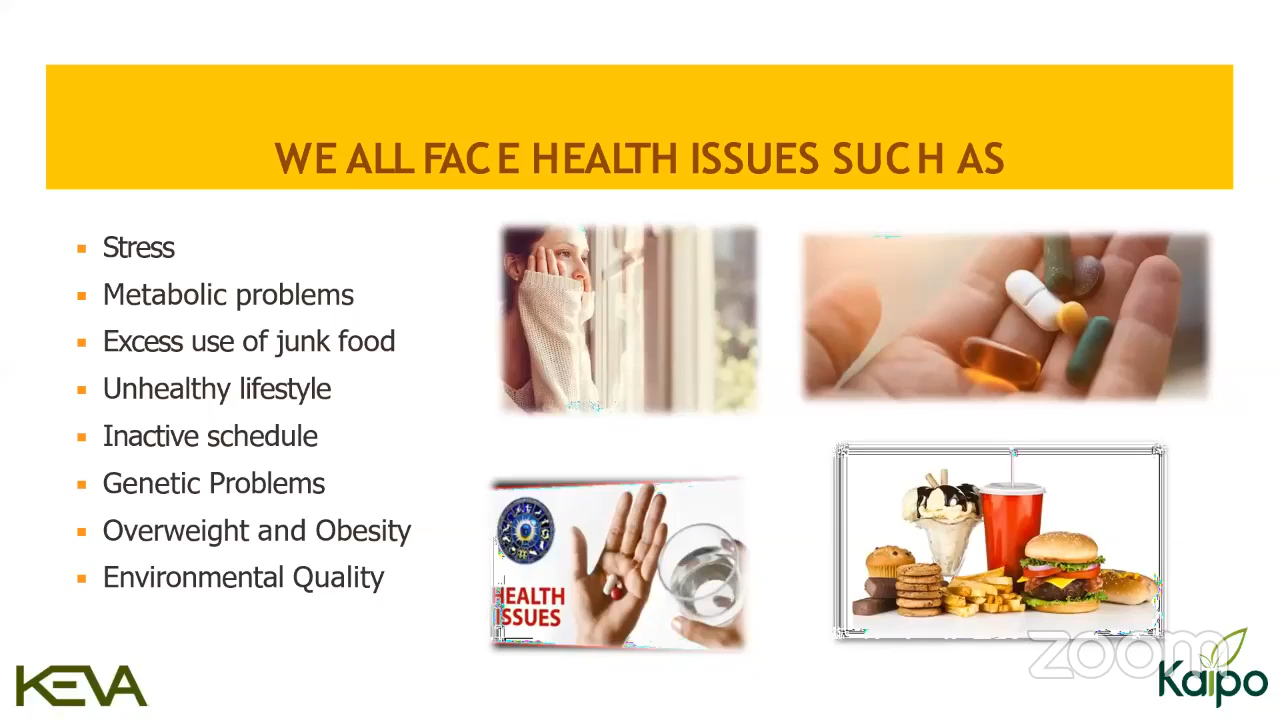 WE ALL FACE HEALTH ISSUES SUCH AS
Stress
Metabolic problems
Excess use of junk food
Unhealthy lifestyle
Inactive schedule
Genetic Problems
Overweight and Obesity
Environmental Quality
HEALTH
ISSUES
zoom
KEVA
Kaipo